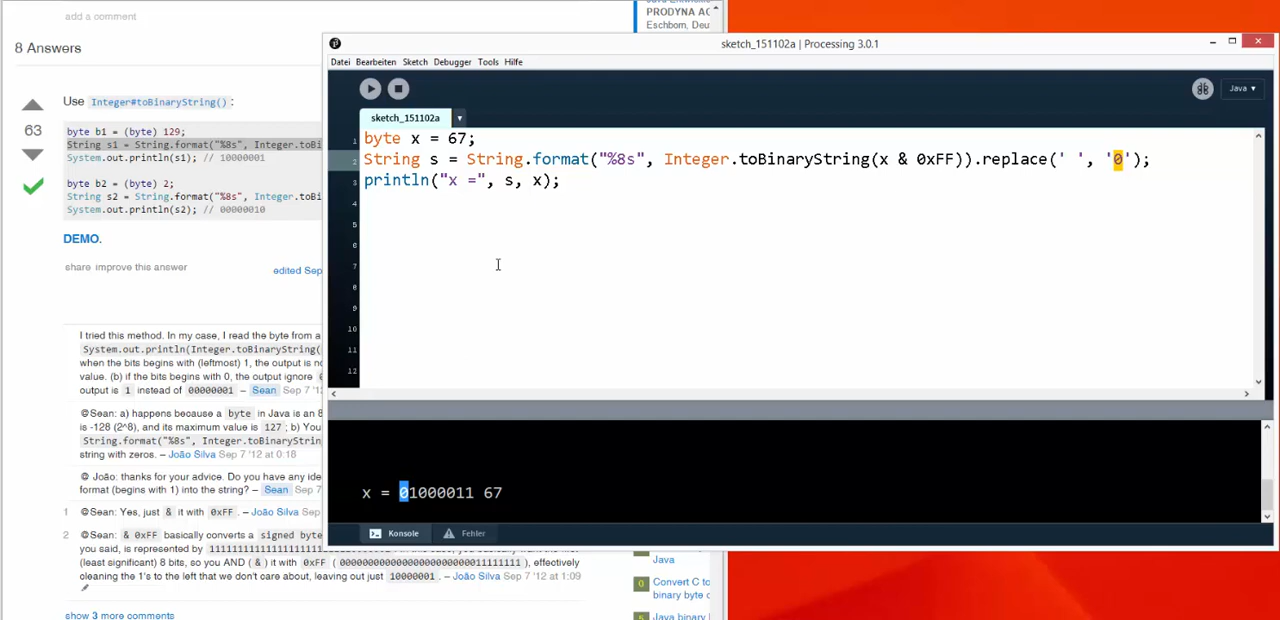 add a comment
8 Answers
PRODYNA AG
Eschborn, Deu
63
Use Integer#toBinaryString() :
byte b1 = (byte) 129;
String s1 = String.format("%8s", Integer.toBi
System.out.println(s1); // 10000001
byte b2 = (byte) 2;
String s2 = String.format("%8s", Integer.toBi
System.out.println(s2); // 00000010
DEMO.
share improve this answer
edited Sep
I tried this method. In my case, I read the byte from a
System.out.println(Integer.toBinaryString(
when the bits begins with (leftmost) 1, the output is no
value. (b) if the bits begins with 0, the output ignore
output is 1 instead of 00000001 – Sean Sep 7 '1
@Sean: a) happens because a byte in Java is an 8
is -128 (2^8), and its maximum value is 127; b) You
String.format("%8s", Integer.toBinaryStrin
string with zeros. – João Silva Sep 7 '12 at 0:18
@ João: thanks for your advice. Do you have any ide
format (begins with 1) into the string? – Sean Sep 7
1 @Sean: Yes, just & it with 0xFF. – João Silva Sep
2 @Sean: & 0xFF basically converts a signed byte
you said, is represented by
(least significant) 8 bits, so you AND (&) it with 0xFF (00000000000000000000000011111111), effectively
cleaning the 1's to the left that we don't care about, leaving out just 10000001. – João Silva Sep 7 '12 at 1:09
show 3 more comments
sketch_151102a | Processing 3.0.1
Datei Bearbeiten Sketch Debugger Tools Hilfe
Java
sketch_151102a
1 byte x = 67;
2 String s = String.format("%8s", Integer.toBinaryString(x & 0xFF)).replace(' ', '0');
3 println("x =", s, x);
4
5
6
7
8
9
10
11
12
x = 01000011 67
Konsole Fehler
Java
0 Convert C to
binary byte c
5 Java binary